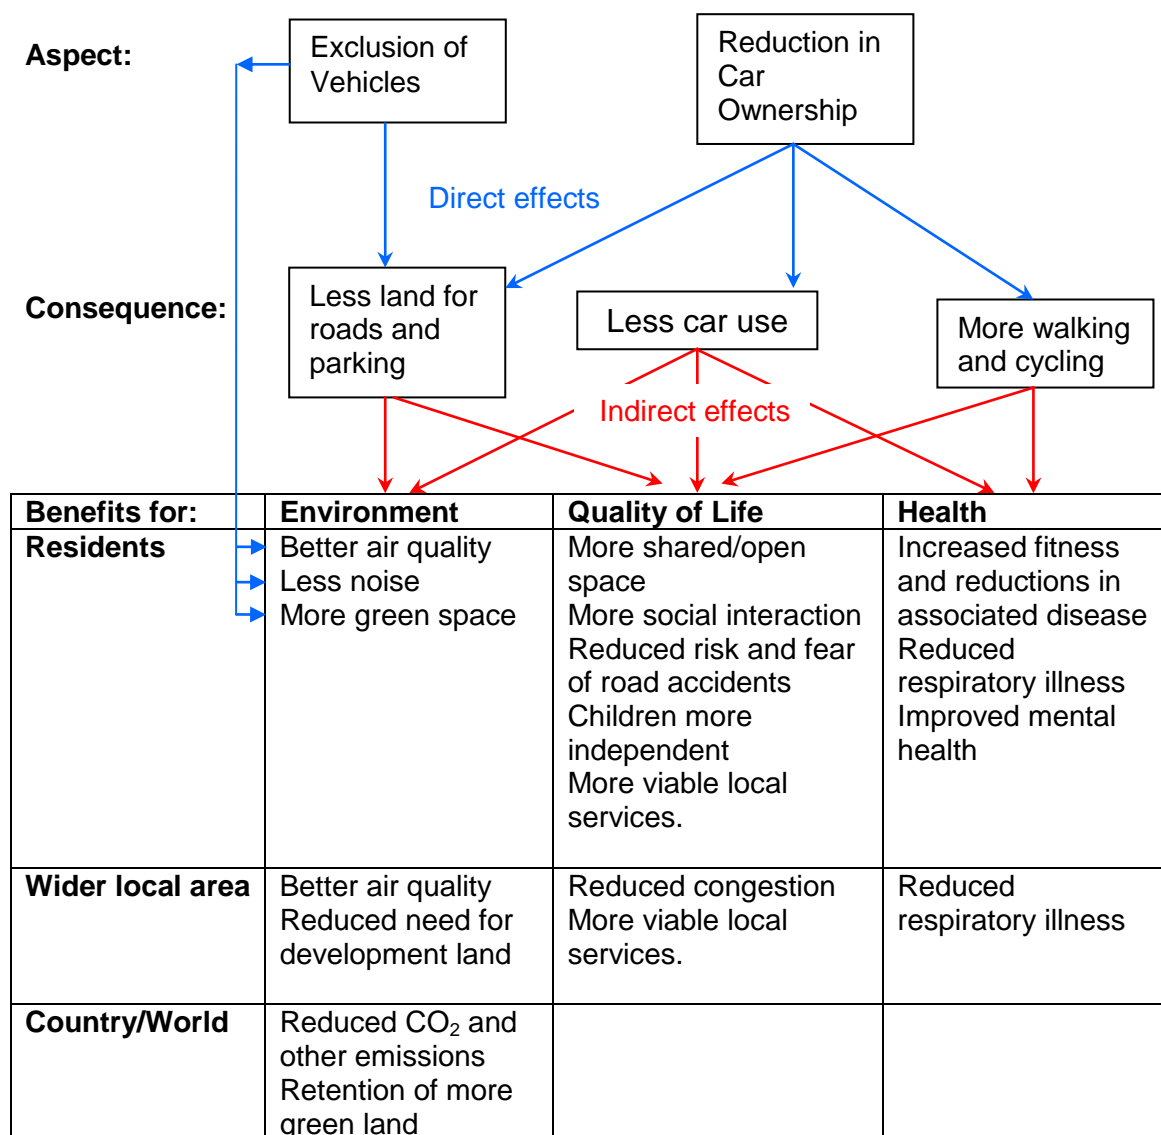 Aspect:
Exclusion of
Vehicles
Reduction in
Car
Ownership
Direct effects
Consequence:
Less land for
roads and
parking
Less car use
More walking
and cycling
Indirect effects
Benefits for:
Environment
Quality of Life
Health
Residents
Better air quality
Less noise
More green space
More shared/open
space
More social interaction
Reduced risk and fear
of road accidents
Children more
independent
More viable local
services.
Increased fitness
and reductions in
associated disease
Reduced
respiratory illness
Improved mental
health
Wider local area
Better air quality
Reduced need for
development land
Reduced congestion
More viable local
services.
Reduced
respiratory illness
Country/World
Reduced CO₂ and
other emissions
Retention of more
green land